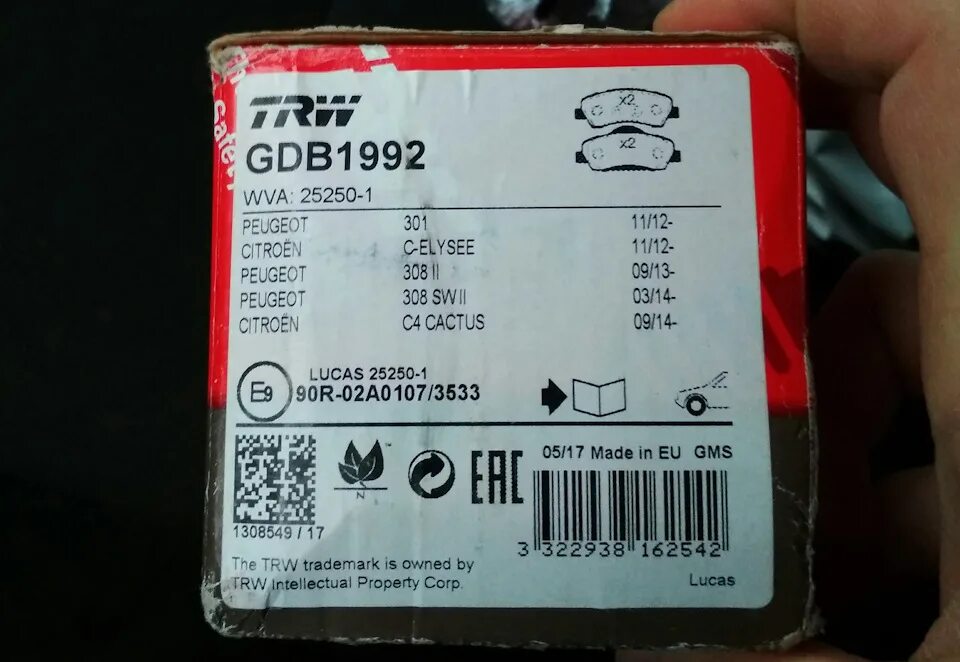 TRW
GDB1992
x2
x2
WVA: 25250-1
PEUGEOT 301 11/12-
CITROËN C-ELYSEE 11/12-
PEUGEOT 308 II 09/13-
PEUGEOT 308 SW II 03/14-
CITROËN C4 CACTUS 09/14-
LUCAS 25250-1
E9 90R-02A0107/3533
05/17 Made in EU GMS
N
EAC
1308549 / 17
3 322938 162542
The TRW trademark is owned by
TRW Intellectual Property Corp.
Lucas